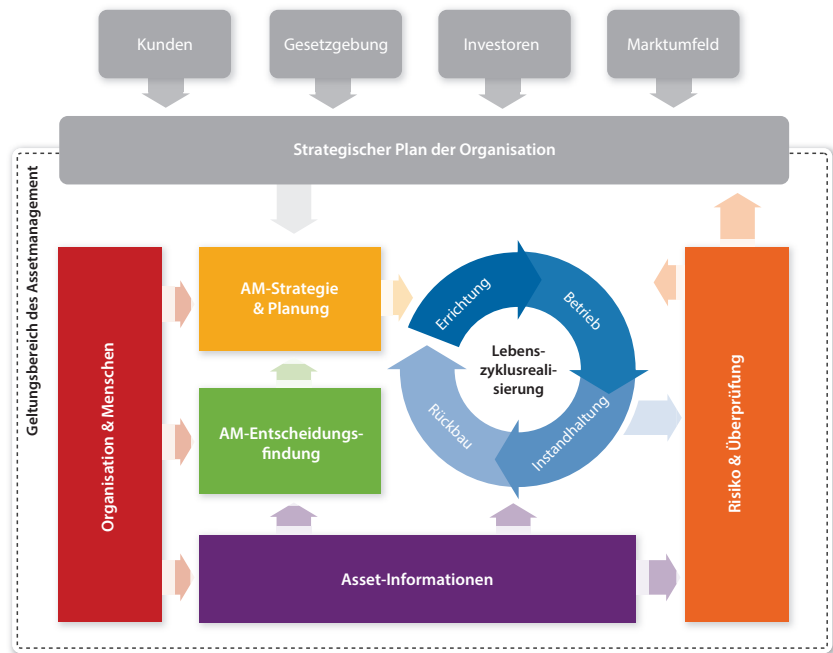 Kunden
Gesetzgebung
Investoren
Marktumfeld
Strategischer Plan der Organisation
Geltungsbereich des Assetmanagement
Organisation & Menschen
AM-Strategie
& Planung
AM-Entscheidungs-
findung
Errichtung
Betrieb
Instandhaltung
Rückbau
Lebens-
zyklusreali-
sierung
Risiko & Überprüfung
Asset-Informationen